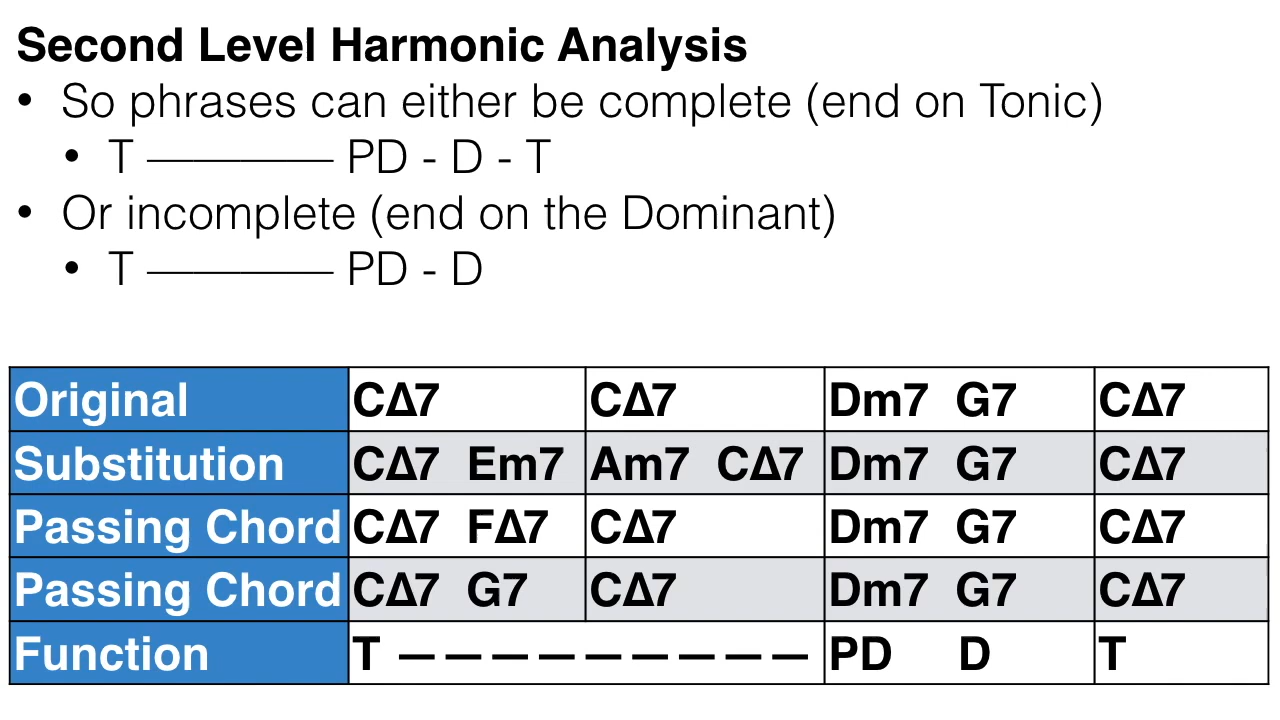 Second Level Harmonic Analysis
• So phrases can either be complete (end on Tonic)
• T ———— PD - D - T
• Or incomplete (end on the Dominant)
• T ———— PD - D
Original CΔ7 CΔ7 Dm7 G7 CΔ7
Substitution CΔ7 Em7 Am7 CΔ7 Dm7 G7 CΔ7
Passing Chord CΔ7 FΔ7 CΔ7 Dm7 G7 CΔ7
Passing Chord CΔ7 G7 CΔ7 Dm7 G7 CΔ7
Function T — — — — — — — — — PD D T